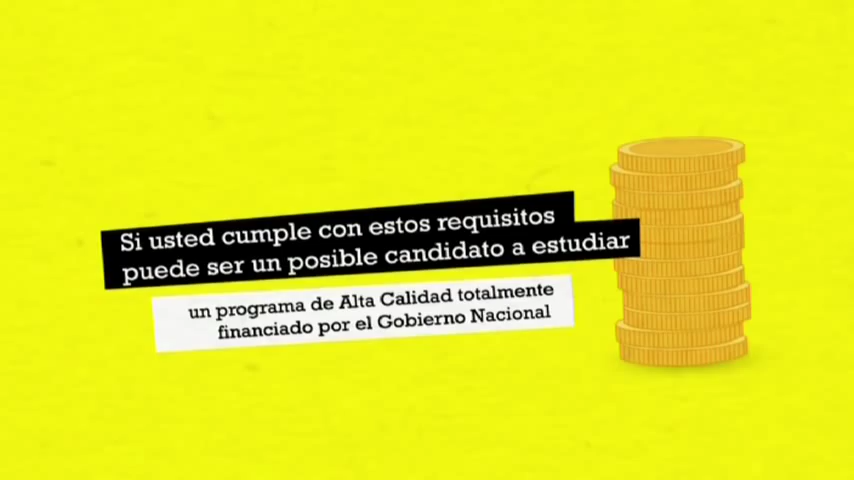 Si usted cumple con estos requisitos
puede ser un posible candidato a estudiar
un programa de Alta Calidad totalmente
financiado por el Gobierno Nacional